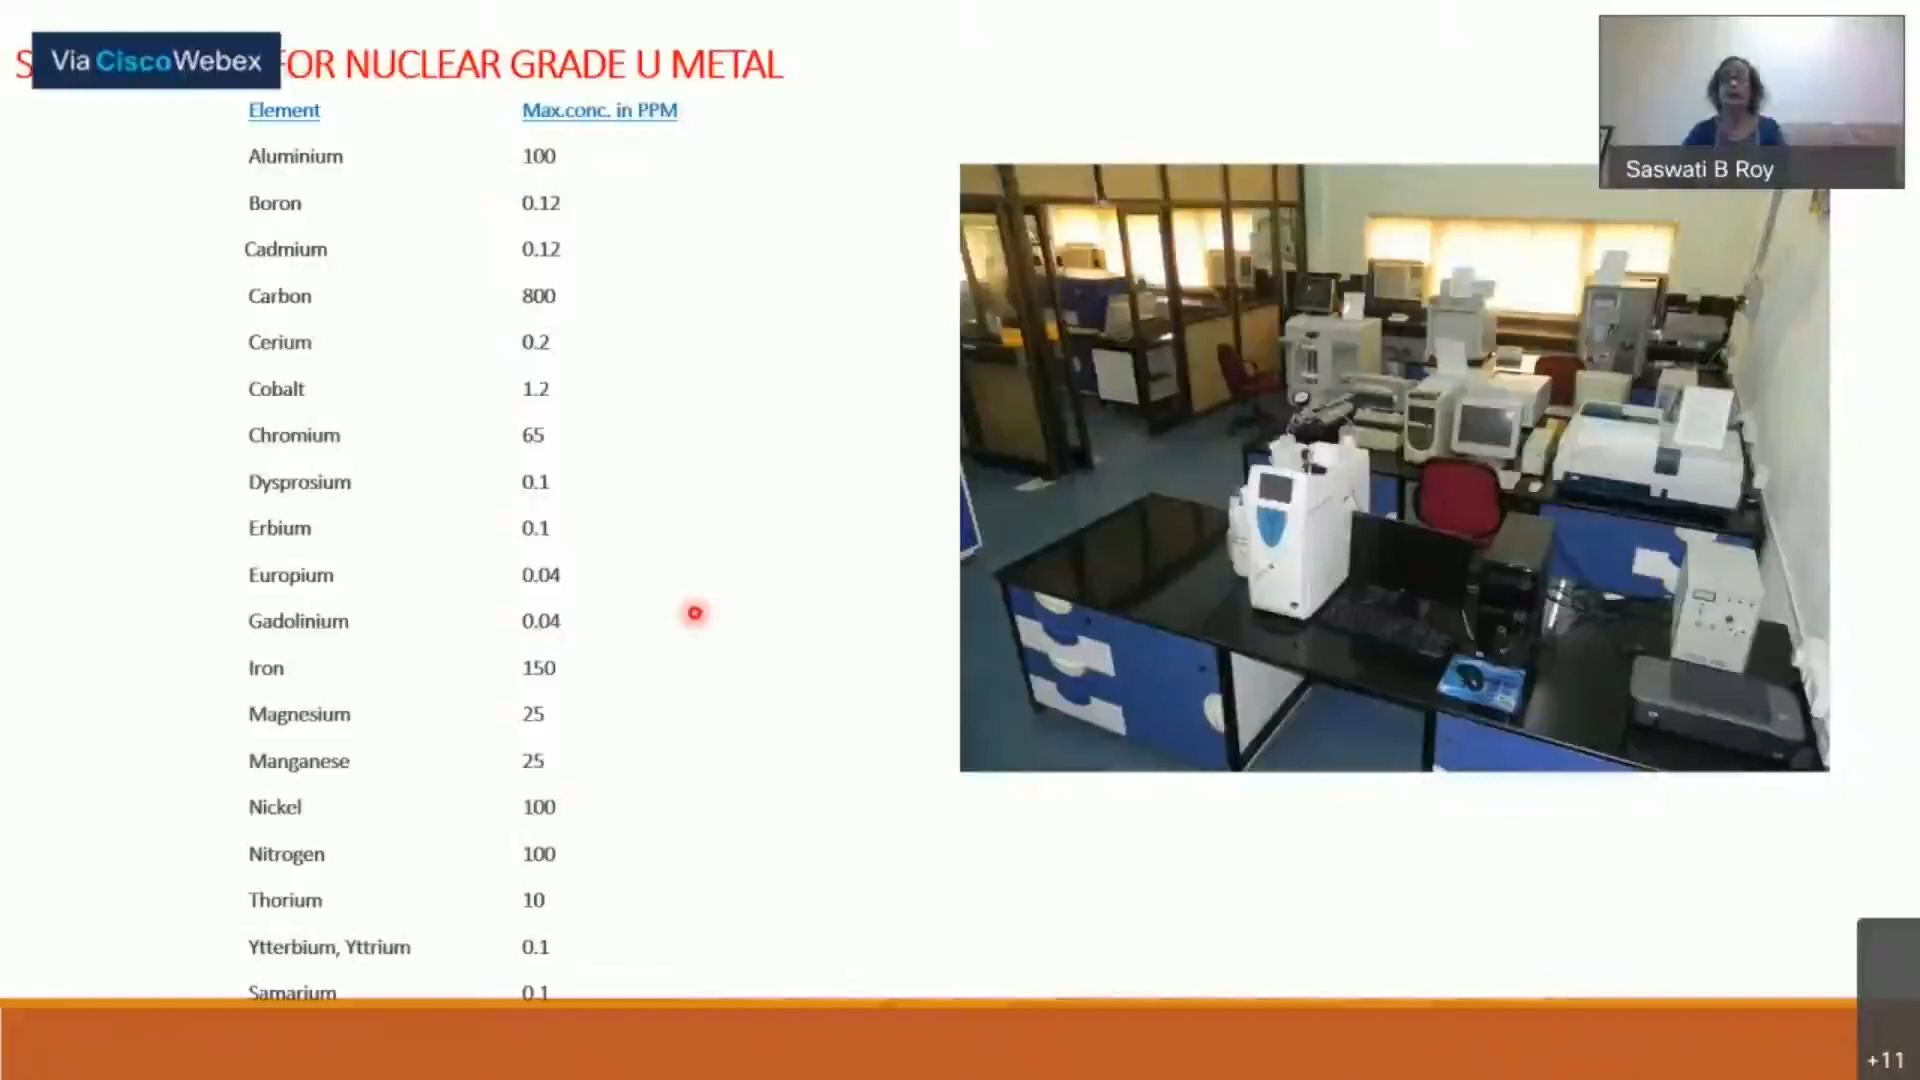 Via Cisco Webex
FOR NUCLEAR GRADE U METAL
Element Max.conc. in PPM
Aluminium 100
Boron 0.12
Cadmium 0.12
Carbon 800
Cerium 0.2
Cobalt 1.2
Chromium 65
Dysprosium 0.1
Erbium 0.1
Europium 0.04
Gadolinium 0.04
Iron 150
Magnesium 25
Manganese 25
Nickel 100
Nitrogen 100
Thorium 10
Ytterbium, Yttrium 0.1
Samarium 0.1
Saswati B Roy
+11